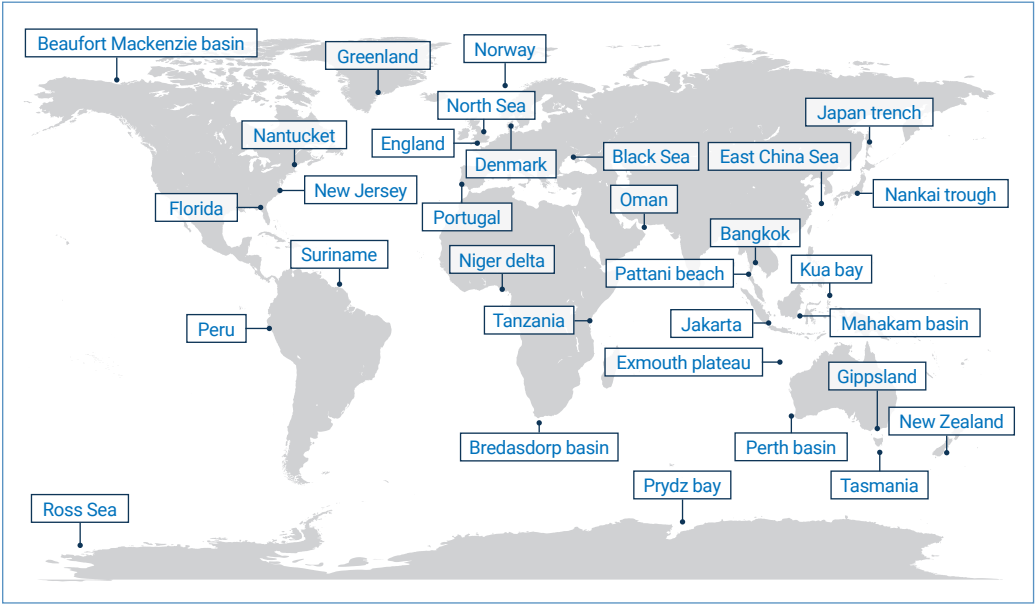 Beaufort Mackenzie basin
Greenland
Norway
North Sea
Japan trench
Nantucket
England
Denmark
Black Sea
East China Sea
New Jersey
Nankai trough
Florida
Oman
Portugal
Bangkok
Suriname
Niger delta
Pattani beach
Kua bay
Peru
Tanzania
Jakarta
Mahakam basin
Exmouth plateau
Gippsland
New Zealand
Bredasdorp basin
Perth basin
Prydz bay
Tasmania
Ross Sea